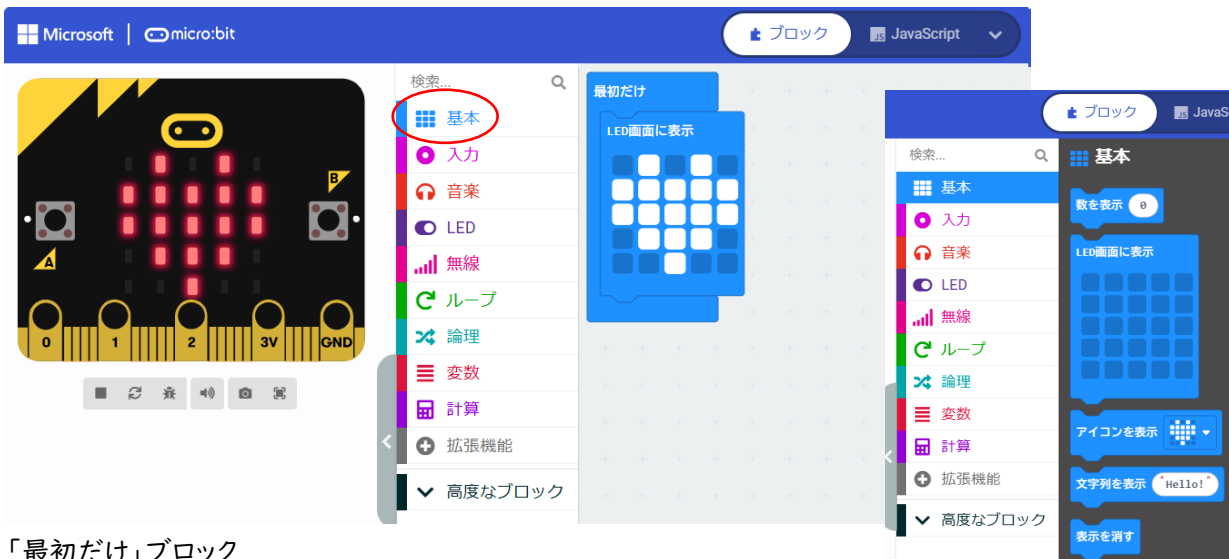 Microsoft micro:bit
ブロック
JavaScript
検索...
基本
入力
音楽
LED
無線
ループ
論理
変数
計算
拡張機能
高度なブロック
最初だけ
LED画面に表示
A
B
0 1 2 3V GND
ブロック
JavaS
検索...
基本
入力
音楽
LED
無線
ループ
論理
変数
計算
拡張機能
高度なブロック
基本
数を表示 0
LED画面に表示
アイコンを表示
文字列を表示 "Hello!"
表示を消す
「最初だけ」ブロック